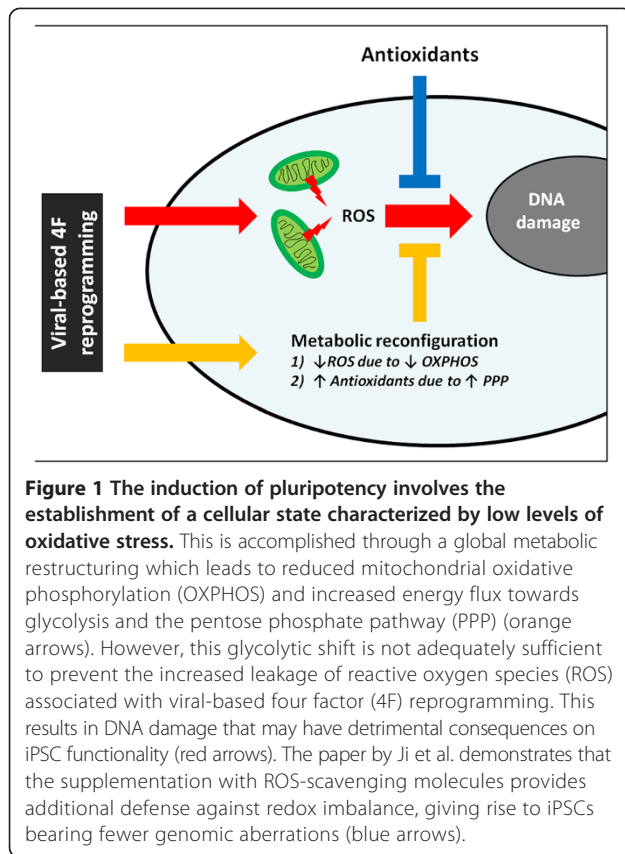 Antioxidants
Viral-based 4F
reprogramming
ROS
DNA
damage
Metabolic reconfiguration
1) ↓ROS due to ↓ OXPHOS
2) ↑ Antioxidants due to ↑ PPP
Figure 1 The induction of pluripotency involves the
establishment of a cellular state characterized by low levels of
oxidative stress. This is accomplished through a global metabolic
restructuring which leads to reduced mitochondrial oxidative
phosphorylation (OXPHOS) and increased energy flux towards
glycolysis and the pentose phosphate pathway (PPP) (orange
arrows). However, this glycolytic shift is not adequately sufficient
to prevent the increased leakage of reactive oxygen species (ROS)
associated with viral-based four factor (4F) reprogramming. This
results in DNA damage that may have detrimental consequences on
iPSC functionality (red arrows). The paper by Ji et al. demonstrates that
the supplementation with ROS-scavenging molecules provides
additional defense against redox imbalance, giving rise to iPSCs
bearing fewer genomic aberrations (blue arrows).